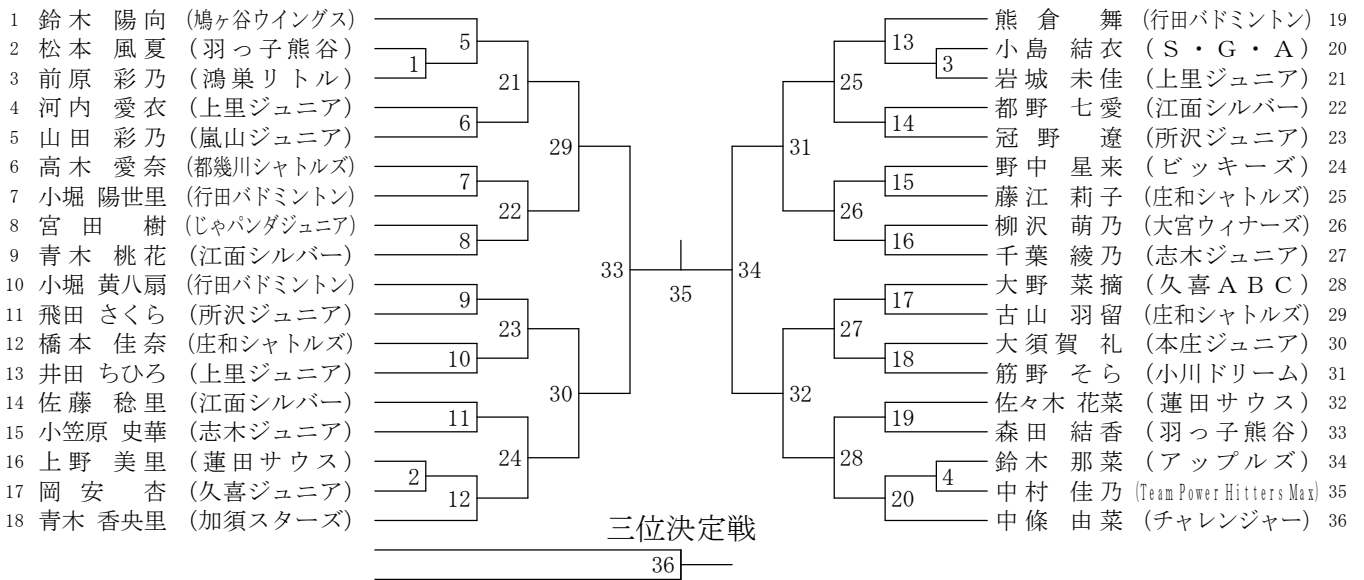 1 鈴木 陽向 (鳩ヶ谷ウイングス)
2 松本 風夏 (羽っ子熊谷)
3 前原 彩乃 (鴻巣リトル)
4 河内 愛衣 (上里ジュニア)
5 山田 彩乃 (嵐山ジュニア)
6 高木 愛奈 (都幾川シャトルズ)
7 小堀 陽世里 (行田バドミントン)
8 宮田 樹 (じゃパンダジュニア)
9 青木 桃花 (江面シルバー)
10 小堀 黄八扇 (行田バドミントン)
11 飛田 さくら (所沢ジュニア)
12 橋本 佳奈 (庄和シャトルズ)
13 井田 ちひろ (上里ジュニア)
14 佐藤 稔里 (江面シルバー)
15 小笠原 史華 (志木ジュニア)
16 上野 美里 (蓮田サウス)
17 岡安 杏 (久喜ジュニア)
18 青木 香央里 (加須スターズ)
5
1
21
6
29
7
22
8
33
9
23
10
30
11
24
2
12
35
34
13
3
25
14
31
15
26
16
17
27
18
32
19
28
4
20
熊倉 舞 (行田バドミントン) 19
小島 結衣 (S・G・A) 20
岩城 未佳 (上里ジュニア) 21
都野 七愛 (江面シルバー) 22
冠野 遼 (所沢ジュニア) 23
野中 星来 (ビッキーズ) 24
藤江 莉子 (庄和シャトルズ) 25
柳沢 萌乃 (大宮ウィナーズ) 26
千葉 綾乃 (志木ジュニア) 27
大野 菜摘 (久喜ABC) 28
古山 羽留 (庄和シャトルズ) 29
大須賀 礼 (本庄ジュニア) 30
筋野 そら (小川ドリーム) 31
佐々木 花菜 (蓮田サウス) 32
森田 結香 (羽っ子熊谷) 33
鈴木 那菜 (アップルズ) 34
中村 佳乃 (Team Power Hitters Max) 35
中條 由菜 (チャレンジャー) 36
三位決定戦
36